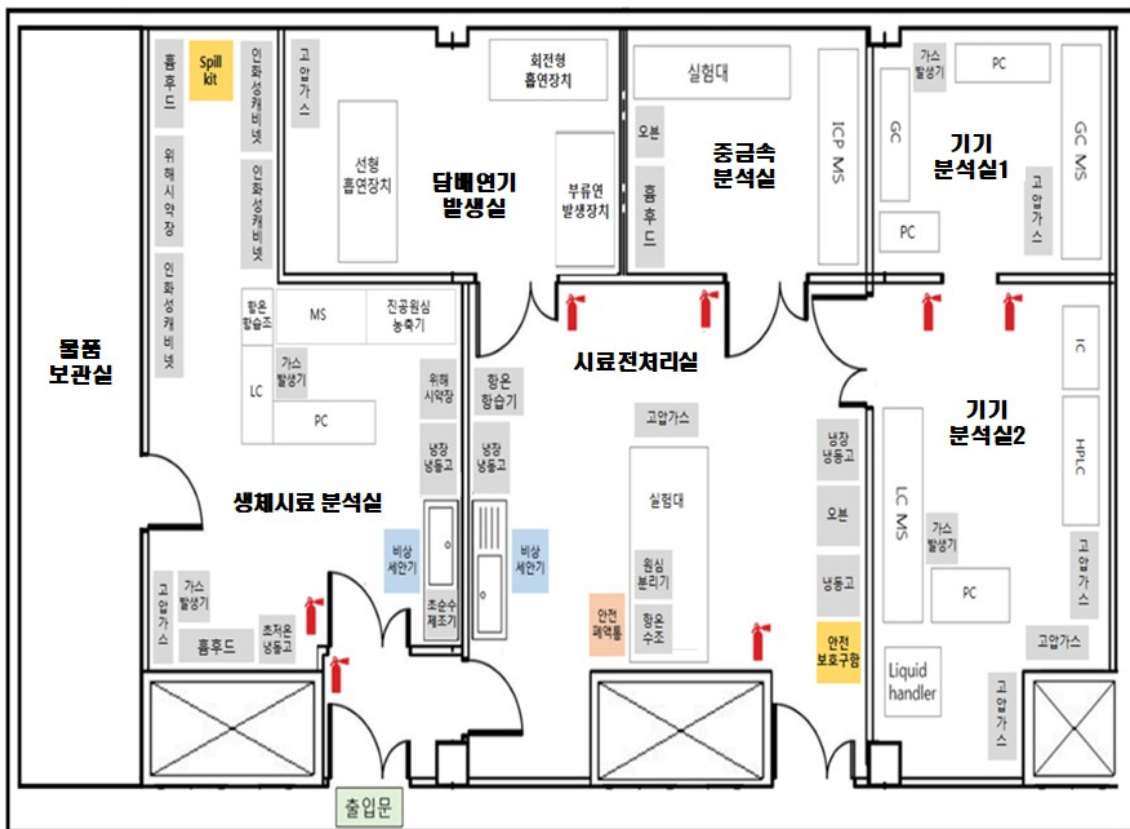 흄후드
Spill
kit
인화성캐비넷
위해시약장
인화성캐비넷
인화성캐비넷
고압가스
선형
흡연장치
회전형
흡연장치
담배연기
발생실
부류연
발생장치
실험대
오븐
흄후드
중금속
분석실
ICP MS
가스
발생기
PC
GC
기기
분석실1
GC MS
고압가스
PC
물품
보관실
항온
항습조
MS
진공원심
농축기
LC
가스
발생기
PC
위해
시약장
냉장
냉동고
생체시료 분석실
비상
세안기
초순수
제조기
고압가스
가스
발생기
흄후드
초저온
냉동고
시료전처리실
항온
항습기
냉장
냉동고
비상
세안기
고압가스
실험대
원심
분리기
항온
수조
안전
폐액통
냉장
냉동고
오븐
냉동고
안전
보호구함
기기
분석실2
IC
HPLC
LC MS
가스
발생기
PC
고압가스
고압가스
Liquid
handler
고압가스
출입문